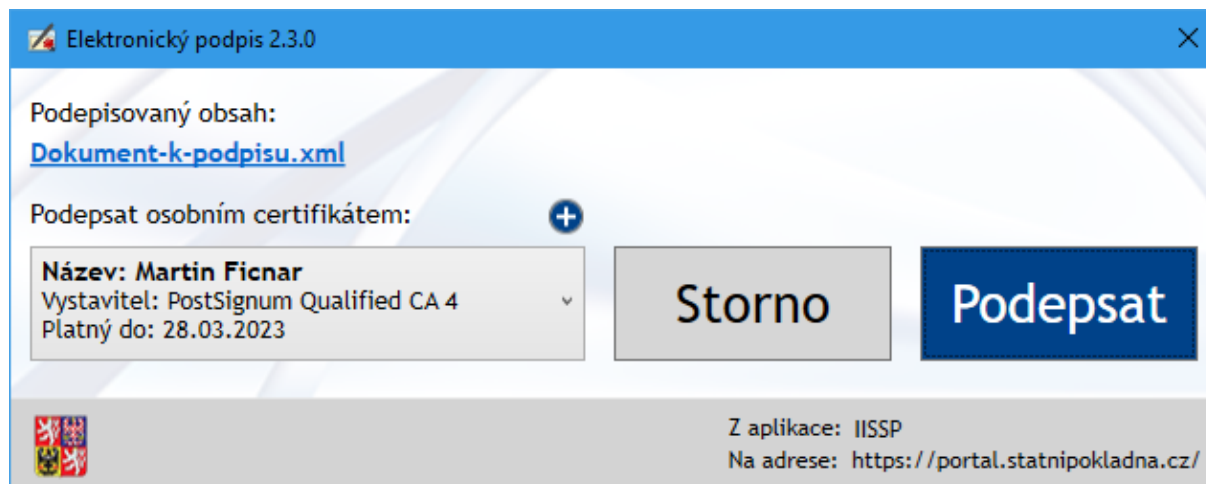 Elektronický podpis 2.3.0
Podepisovaný obsah:
Dokument-k-podpisu.xml
Podepsat osobním certifikátem:
Název: Martin Ficnar
Vystavitel: PostSignum Qualified CA 4
Platný do: 28.03.2023
Storno
Podepsat
Z aplikace: IISSP
Na adrese: https://portal.statnipokladna.cz/